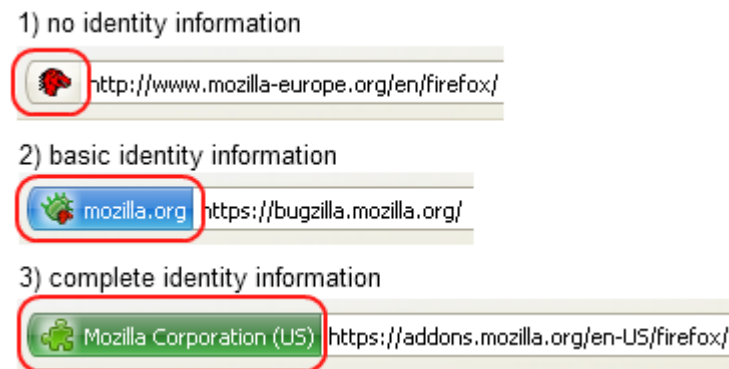 1) no identity information
http://www.mozilla-europe.org/en/firefox/
2) basic identity information
mozilla.org https://bugzilla.mozilla.org/
3) complete identity information
Mozilla Corporation (US) https://addons.mozilla.org/en-US/firefox/